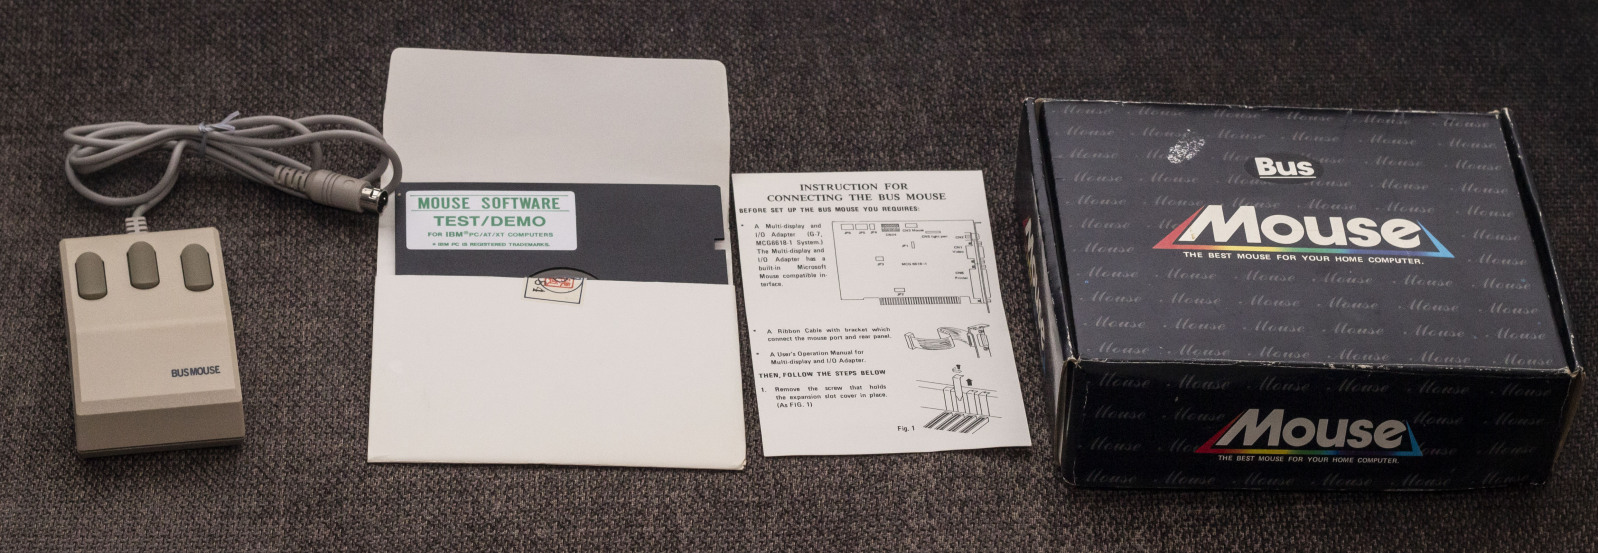 BUS MOUSE
MOUSE SOFTWARE
TEST/DEMO
FOR IBM PC/AT/XT COMPUTERS
* IBM PC IS REGISTERED TRADEMARKS.
INSTRUCTION FOR
CONNECTING THE BUS MOUSE
BEFORE SET UP THE BUS MOUSE YOU REQUIRES:
* A Multi-display and
I/O Adapter (G-7,
MCG8618-1 System.)
The Multi-display and
I/O Adapter has a
built-in Microsoft
Mouse compatible in-
terface.
JP1
MCG 8618-1
* A Ribbon Cable with bracket which
connect the mouse port and rear panel.
* A User's Operation Manual for
Multi-display and I/O Adapter.
THEN, FOLLOW THE STEPS BELOW
1. Remove the screw that holds
the expansion slot cover in place.
(As FIG. 1)
Fig. 1
Bus
Mouse
THE BEST MOUSE FOR YOUR HOME COMPUTER.
Mouse
THE BEST MOUSE FOR YOUR HOME COMPUTER.